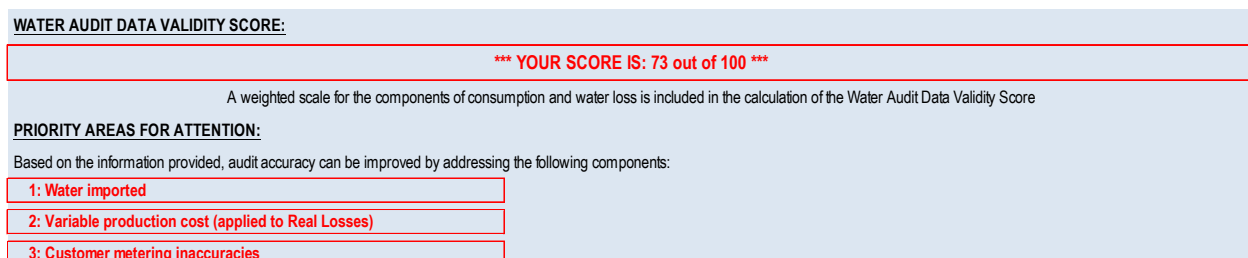 WATER AUDIT DATA VALIDITY SCORE:
*** YOUR SCORE IS: 73 out of 100 ***
A weighted scale for the components of consumption and water loss is included in the calculation of the Water Audit Data Validity Score
PRIORITY AREAS FOR ATTENTION:
Based on the information provided, audit accuracy can be improved by addressing the following components:
1: Water imported
2: Variable production cost (applied to Real Losses)
3: Customer metering inaccuracies